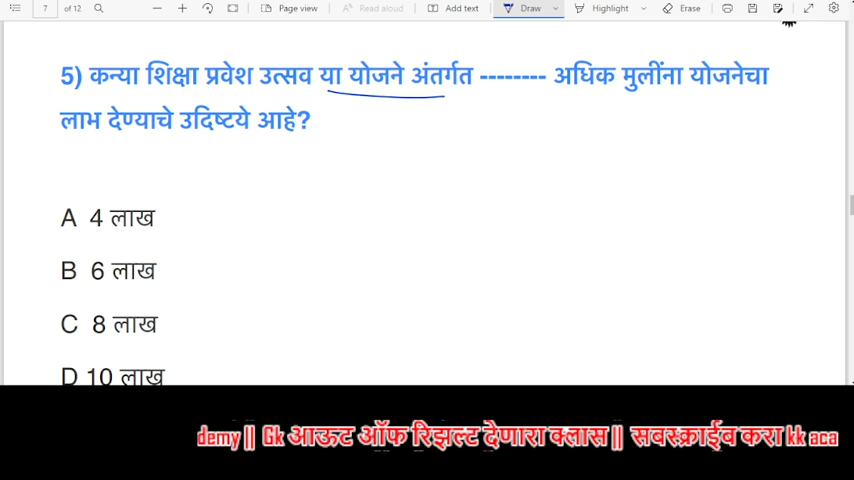 7 of 12 Page view Read aloud Add text Draw Highlight Erase
5) कन्या शिक्षा प्रवेश उत्सव या योजने अंतर्गत -------- अधिक मुलींना योजनेचा
लाभ देण्याचे उदिष्टये आहे?
A 4 लाख
B 6 लाख
C 8 लाख
D 10 लाख
demy || Gk आऊट ऑफ रिझल्ट देणारा क्लास || सबस्क्राईब करा kk aca